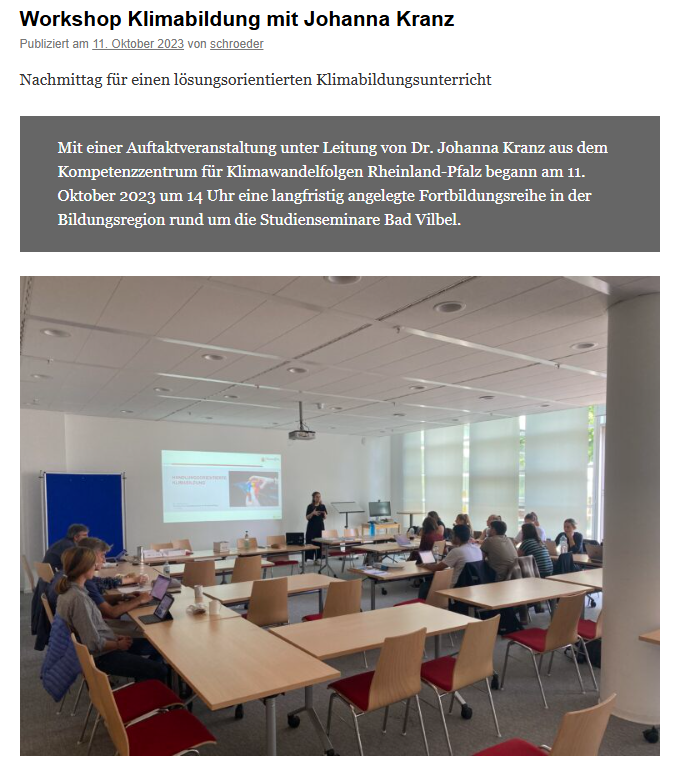 Workshop Klimabildung mit Johanna Kranz
Publiziert am 11. Oktober 2023 von schroeder
Nachmittag für einen lösungsorientierten Klimabildungsunterricht
Mit einer Auftaktveranstaltung unter Leitung von Dr. Johanna Kranz aus dem
Kompetenzzentrum für Klimawandelfolgen Rheinland-Pfalz begann am 11.
Oktober 2023 um 14 Uhr eine langfristig angelegte Fortbildungsreihe in der
Bildungsregion rund um die Studienseminare Bad Vilbel.